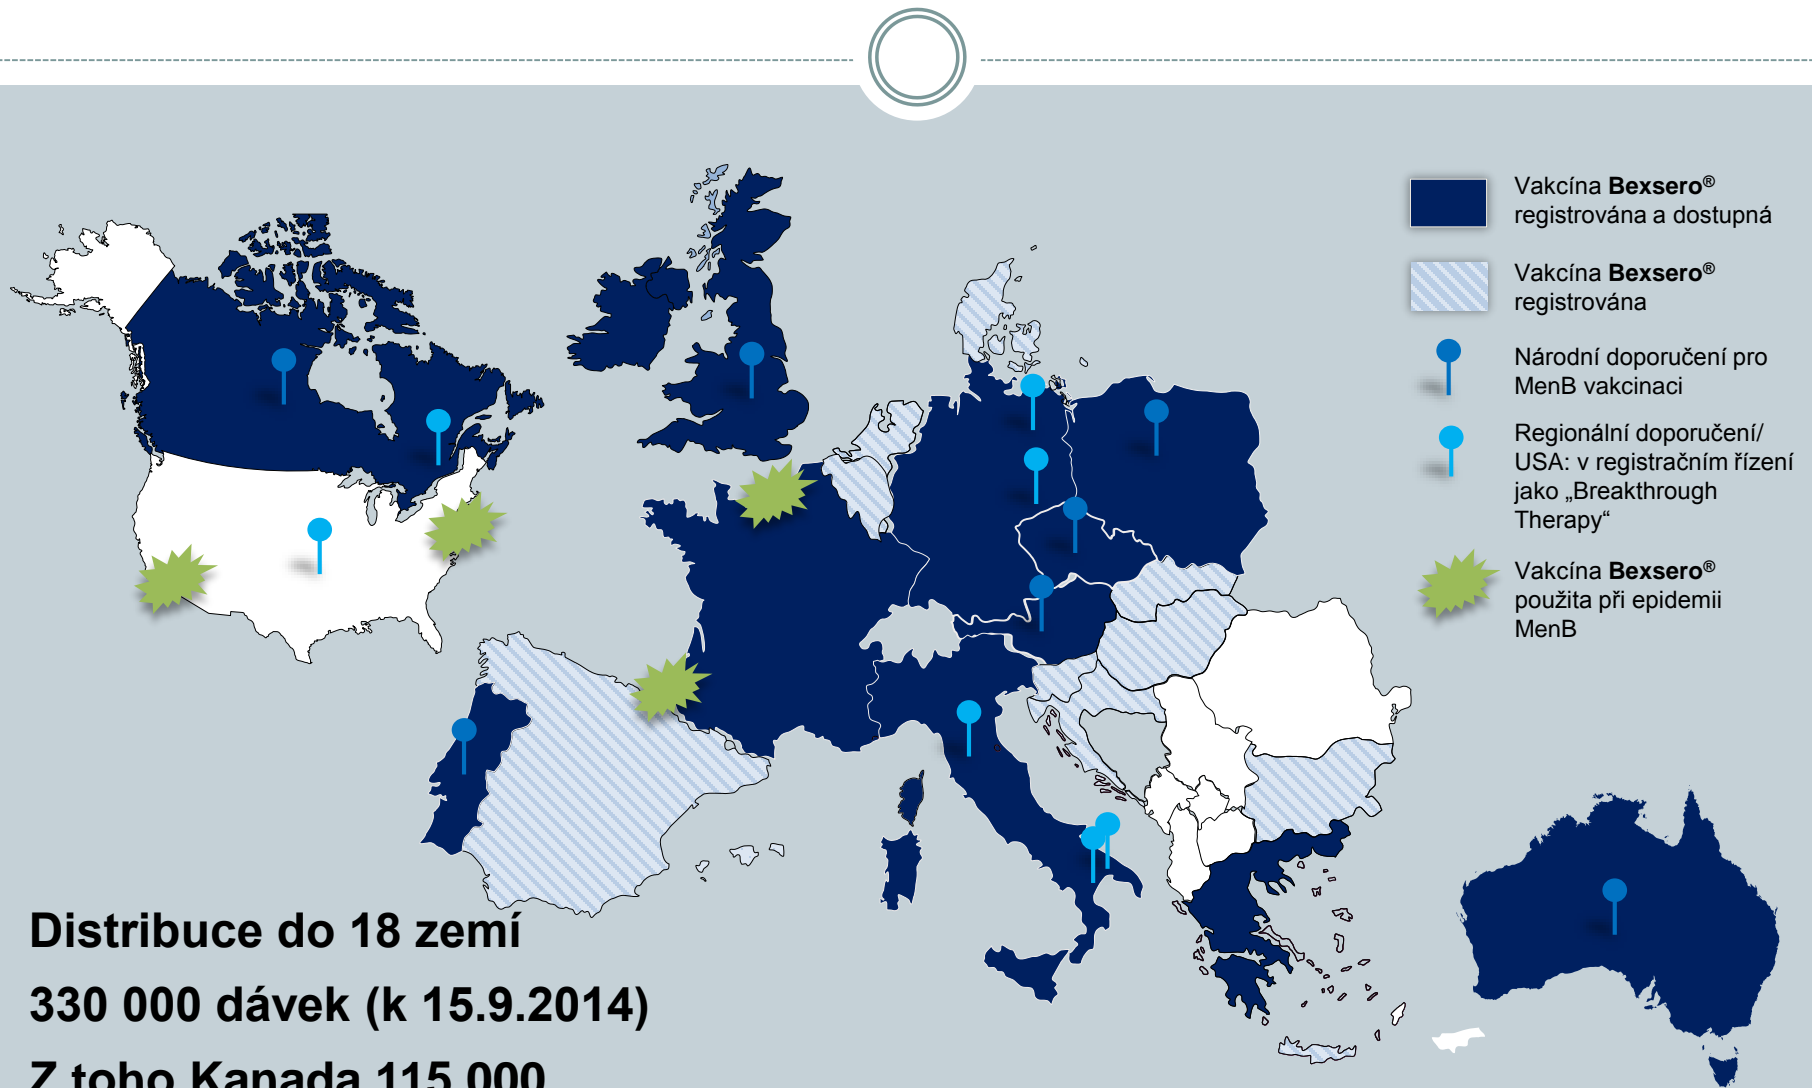 Vakcína Bexsero®
registrována a dostupná
Vakcína Bexsero®
registrována
Národní doporučení pro
MenB vakcinaci
Regionální doporučení/
USA: v registračním řízení
jako „Breakthrough
Therapy“
Vakcína Bexsero®
použita při epidemii
MenB
Distribuce do 18 zemí
330 000 dávek (k 15.9.2014)
Z toho Kanada 115 000